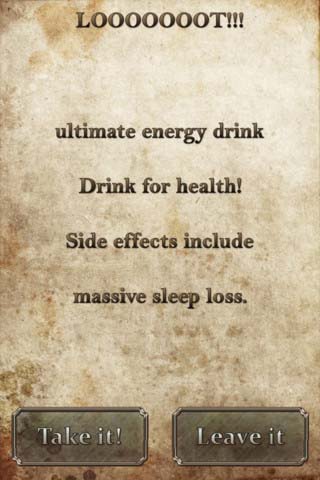 LOOOOOOOT!!!
ultimate energy drink
Drink for health!
Side effects include
massive sleep loss.
Take it!
Leave it